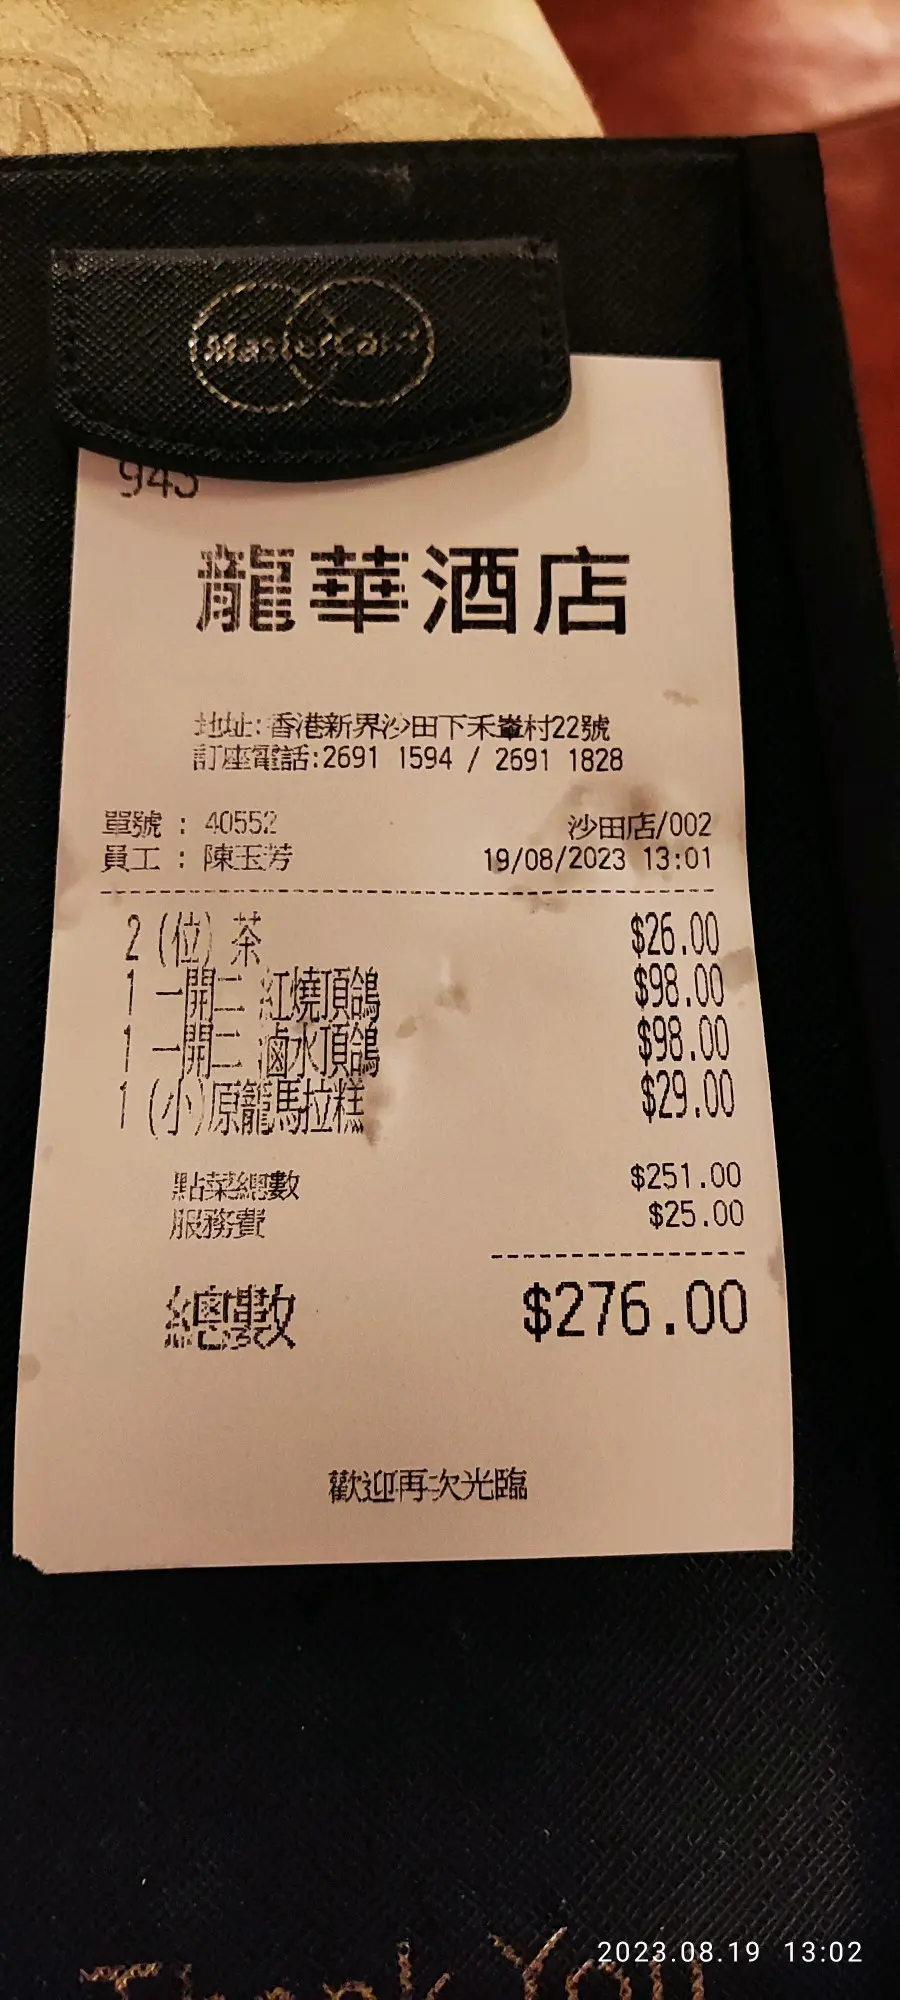 MasterCard
945
龍華酒店
地址:香港新界沙田下禾輋村22號
訂座電話:2691 1594 / 2691 1828
單號 : 40552 沙田店/002
員工 : 陳玉芳 19/08/2023 13:01
2 (位) 茶 $26.00
1 一開二 紅燒頂鴿 $98.00
1 一開二 滷水頂鴿 $98.00
1 (小)原籠馬拉糕 $29.00
點菜總數 $251.00
服務費 $25.00
總數 $276.00
歡迎再次光臨
Thank You
2023.08.19 13:02